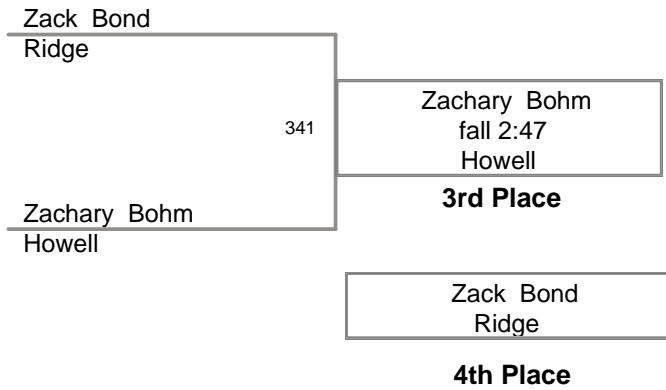 Zack Bond
Ridge
341
Zachary Bohm
fall 2:47
Howell
3rd Place
Zachary Bohm
Howell
Zack Bond
Ridge
4th Place